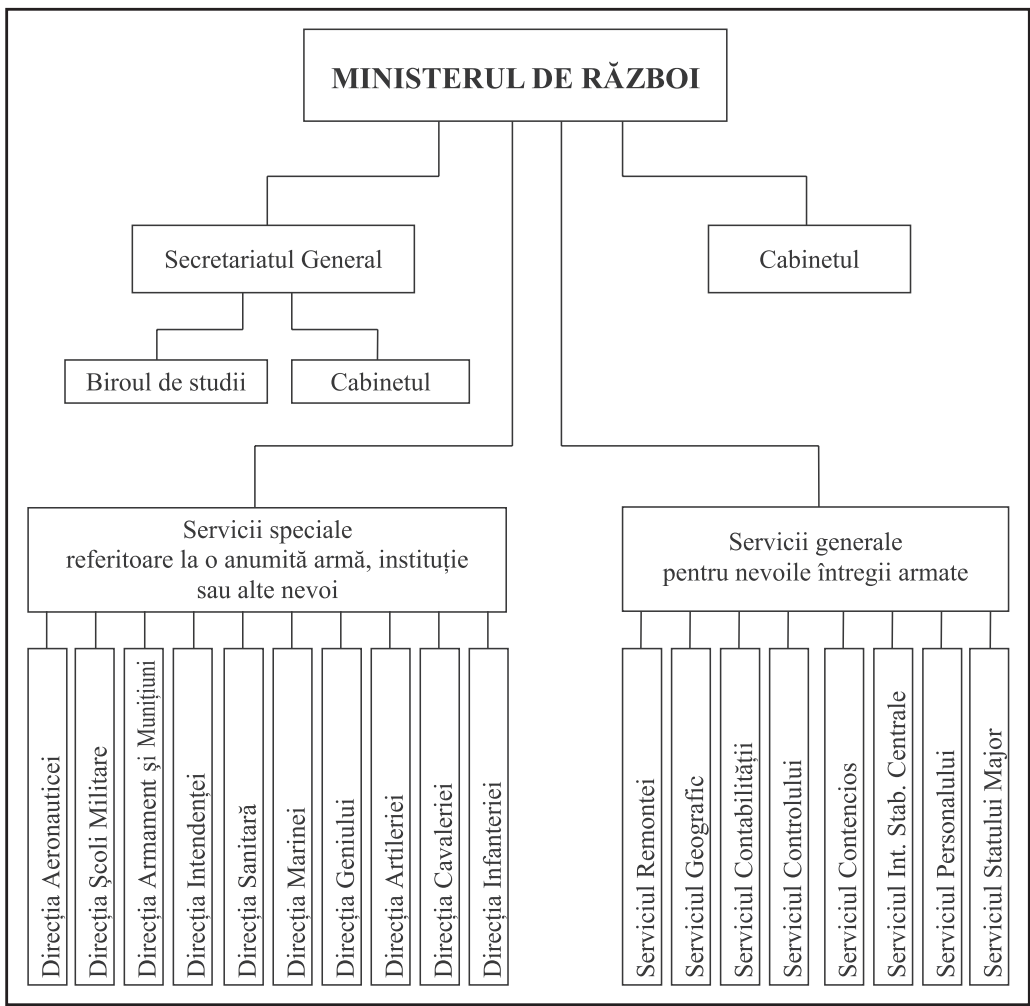 MINISTERUL DE RĂZBOI
Secretariatul General
Cabinetul
Biroul de studii
Cabinetul
Servicii speciale
referitoare la o anumită armă, instituție
sau alte nevoi
Servicii generale
pentru nevoile întregii armate
Direcția Aeronauticei
Direcția Școli Militare
Direcția Armament și Munițiuni
Direcția Intendenței
Direcția Sanitară
Direcția Marinei
Direcția Geniului
Direcția Artileriei
Direcția Cavaleriei
Direcția Infanteriei
Serviciul Remontei
Serviciul Geografic
Serviciul Contabilității
Serviciul Controlului
Serviciul Contencios
Serviciul Int. Stab. Centrale
Serviciul Personalului
Serviciul Statului Major